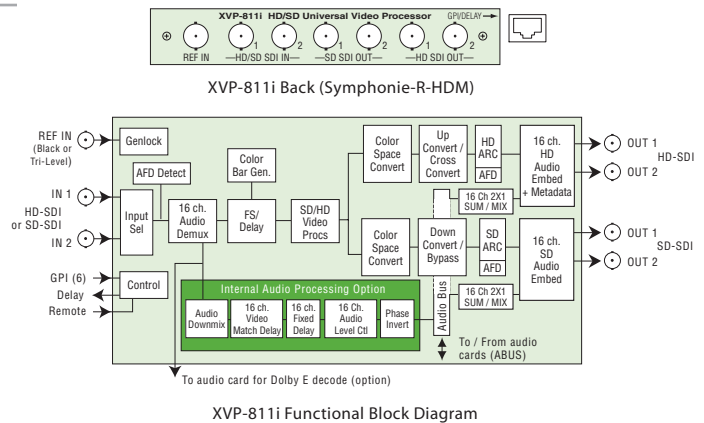 XVP-811i HD/SD Universal Video Processor
GPI/DELAY
1 2 1 2 1 2
REF IN
HD/SD SDI IN
SD SDI OUT
HD SDI OUT
XVP-811i Back (Symphonie-R-HDM)
REF IN
(Black or
Tri-Level)
Genlock
AFD Detect
Color
Bar Gen.
IN 1
HD-SDI
or SD-SDI
IN 2
Input
Sel
16 ch.
Audio
Demux
FS/
Delay
SD/HD
Video
Procs
Color
Space
Convert
Up
Convert /
Cross
Convert
HD
ARC
AFD
16 ch.
HD
Audio
Embed
+ Metadata
OUT 1
HD-SDI
OUT 2
16 Ch 2X1
SUM / MIX
Color
Space
Convert
Down
Convert /
Bypass
SD
ARC
AFD
16 ch.
SD
Audio
Embed
OUT 1
SD-SDI
OUT 2
16 Ch 2X1
SUM / MIX
GPI (6)
Delay
Remote
Control
Internal Audio Processing Option
Audio
Downmix
16 ch.
Video
Match Delay
16 ch.
Fixed
Delay
16 ch.
Audio
Level Ctl
Phase
Invert
Audio Bus
To / From audio
cards (ABUS)
To audio card for Dolby E decode (option)
XVP-811i Functional Block Diagram